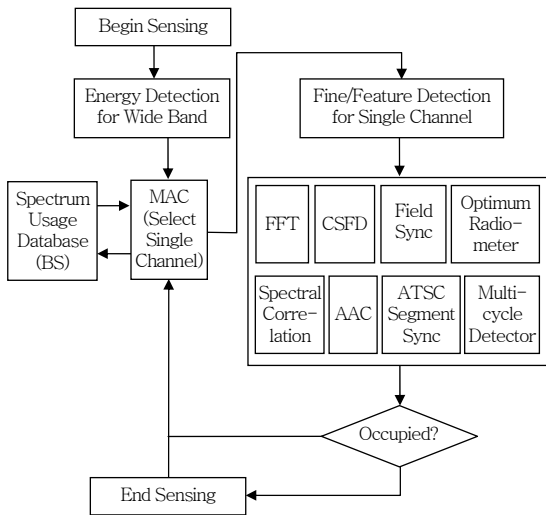 Begin Sensing
Energy Detection
for Wide Band
Fine/Feature Detection
for Single Channel
Spectrum
Usage
Database
(BS)
MAC
(Select
Single
Channel)
FFT
CSFD
Field
Sync
Optimum
Radio-
meter
Spectral
Corre-
lation
AAC
ATSC
Segment
Sync
Multi-
cycle
Detector
Occupied?
End Sensing